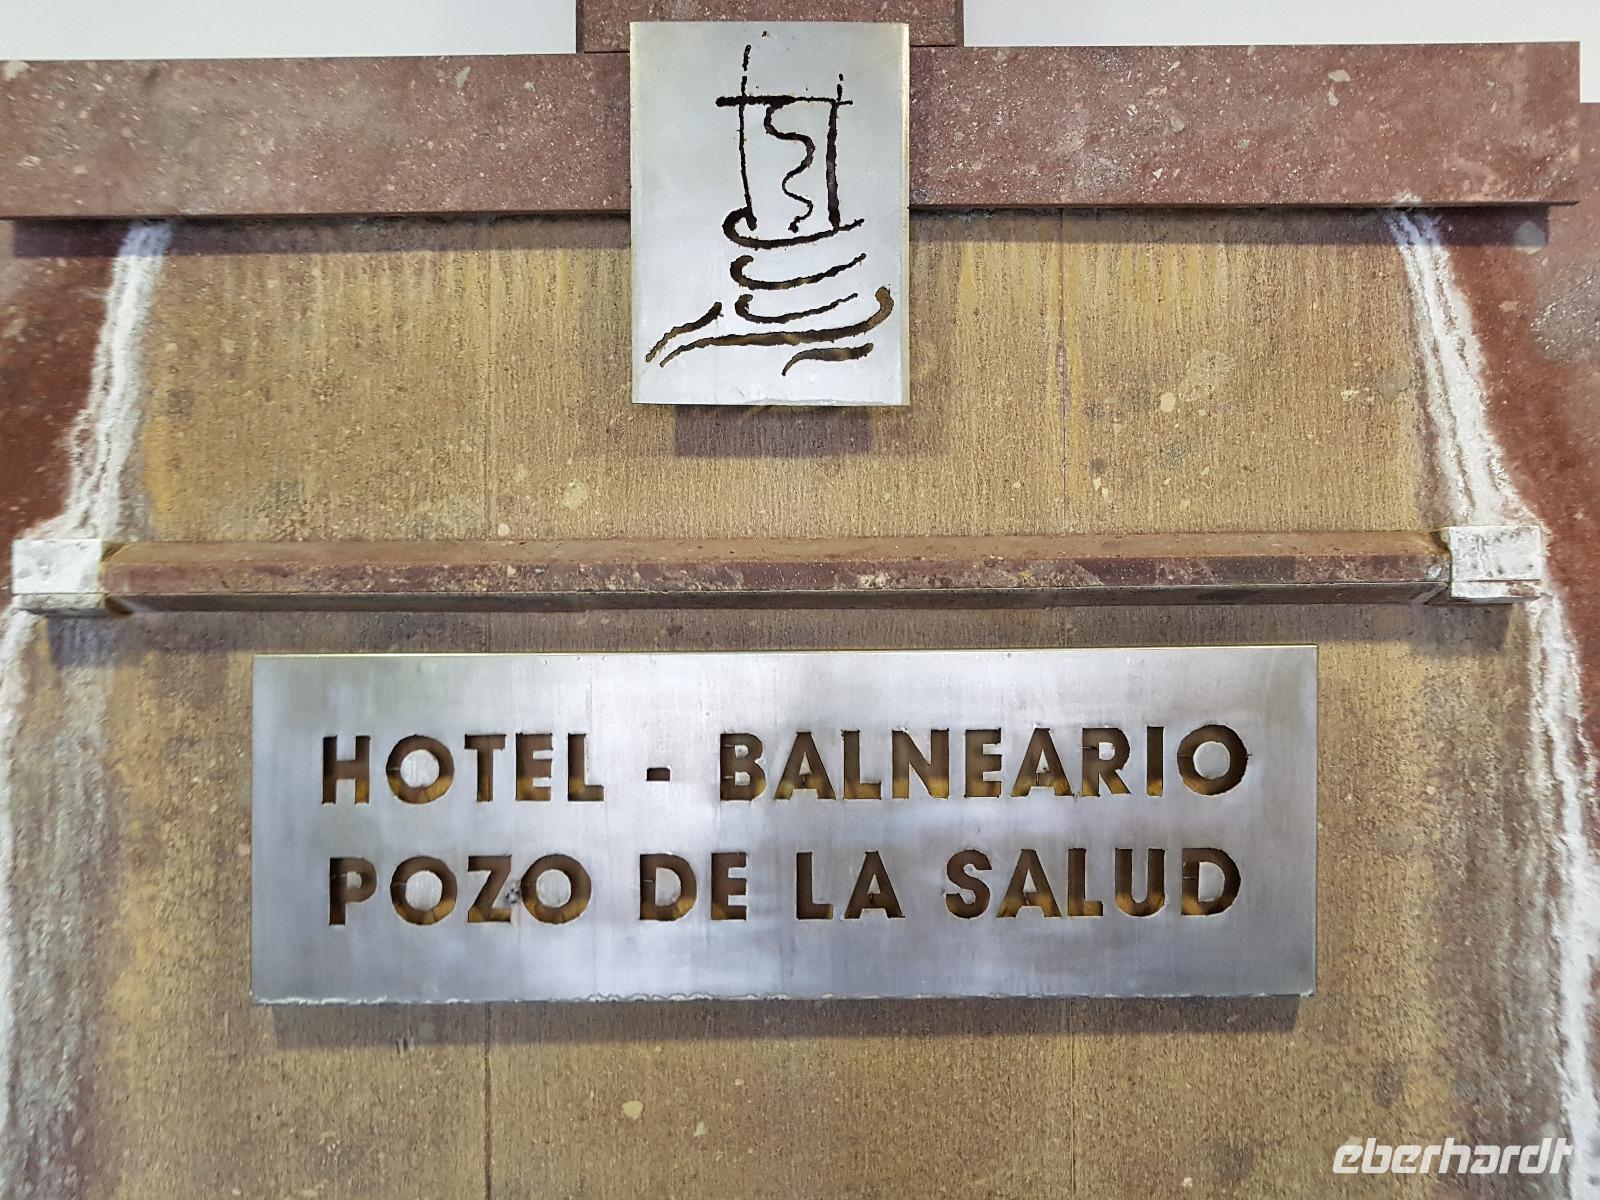 HOTEL - BALNEARIO
POZO DE LA SALUD
eberhardt